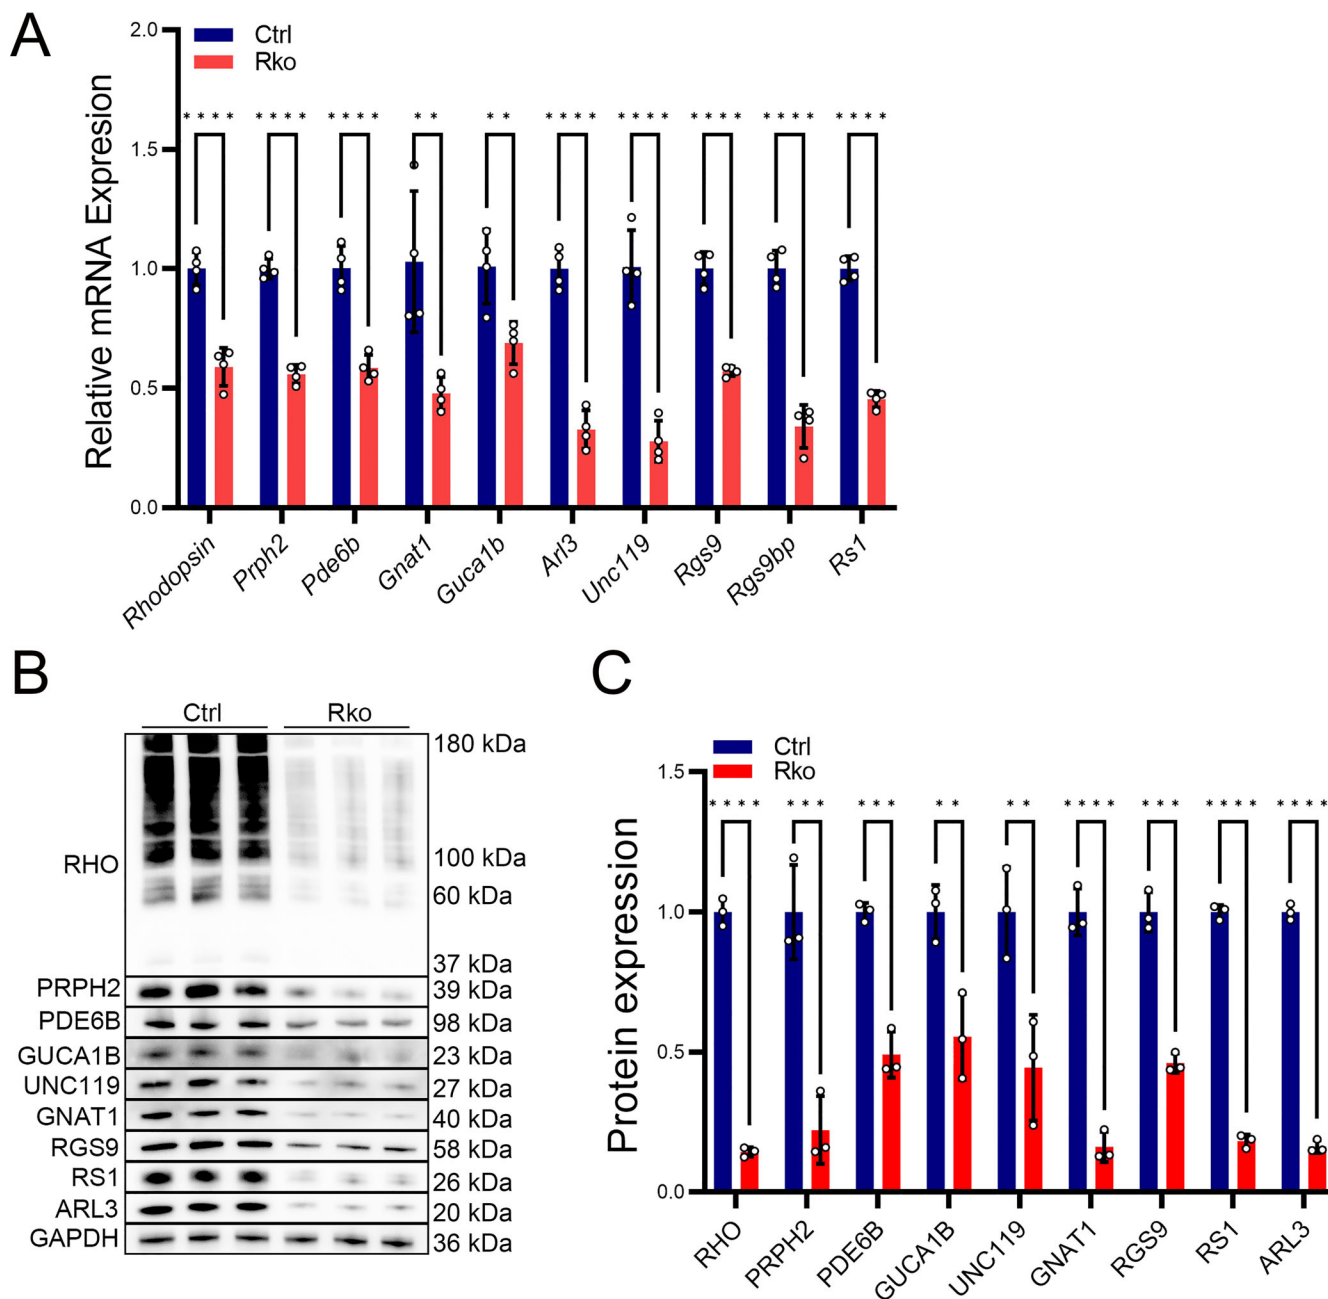 A
2.0
Ctrl
Rko
**** **** **** ** ** **** **** **** **** ****
1.5
1.0
0.5
0.0
Relative mRNA Expresion
Rhodopsin Prph2 Pde6b Gnat1 Guca1b Arl3 Unc119 Rgs9 Rgs9bp Rs1
B
Ctrl Rko
180 kDa
RHO 100 kDa
60 kDa
37 kDa
PRPH2 39 kDa
PDE6B 98 kDa
GUCA1B 23 kDa
UNC119 27 kDa
GNAT1 40 kDa
RGS9 58 kDa
RS1 26 kDa
ARL3 20 kDa
GAPDH 36 kDa
C
Ctrl
Rko
1.5
**** *** *** ** ** **** *** **** ****
1.0
0.5
0.0
Protein expression
RHO PRPH2 PDE6B GUCA1B UNC119 GNAT1 RGS9 RS1 ARL3